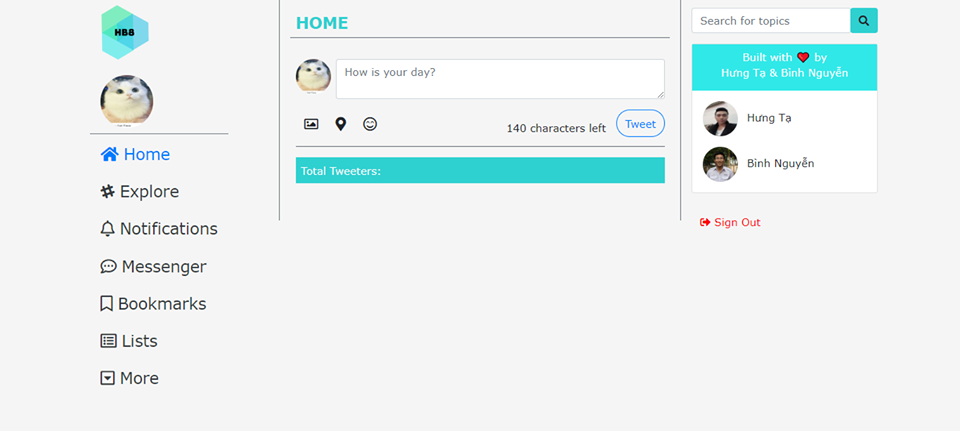 HB8
Home
Explore
Notifications
Messenger
Bookmarks
Lists
More
HOME
How is your day?
140 characters left
Tweet
Total Tweeters:
Search for topics
Built with by
Hưng Tạ & Bình Nguyễn
Hưng Tạ
Bình Nguyễn
Sign Out